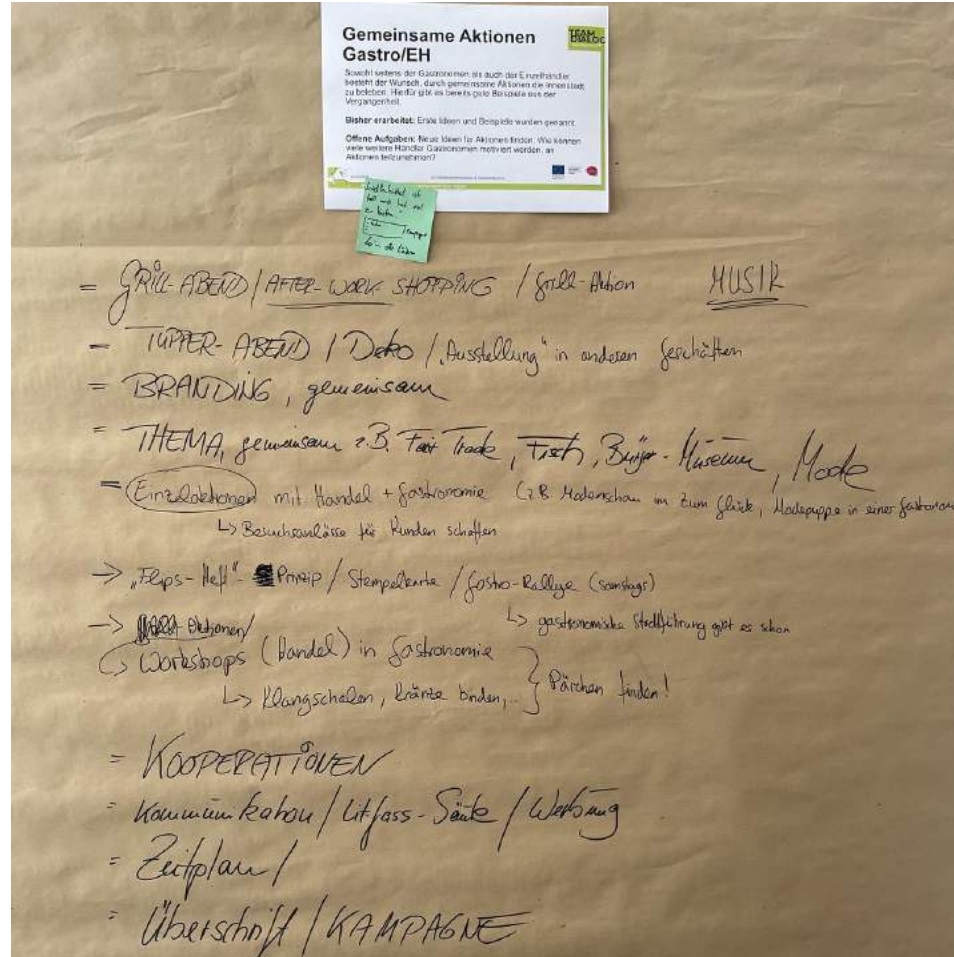 Gemeinsame Aktionen
Gastro/EH
TEAM
DIALOG
Sowohl seitens der Gastronomen als auch der Einzelhändler
besteht der Wunsch, durch gemeinsame Aktionen die Innenstadt
zu beleben. Hierfür gibt es bereits gute Beispiele aus der
Vergangenheit.
Bisher erarbeitet: Erste Ideen und Beispiele wurden genannt.
Offene Aufgaben: Neue Ideen für Aktionen finden. Wie können
viele weitere Händler Gastronomen motiviert werden, an
Aktionen teilzunehmen?
= GRILL-ABEND / AFTER-WORK-SHOPPING / Grill-Aktion MUSIK
= TUPPER-ABEND / Deko / „Ausstellung" in anderen Geschäften
= BRANDING, gemeinsam
= THEMA, gemeinsam z.B. Fair Trade, Tisch, Museum, Mode
= Einzelaktionen mit Handel + Gastronomie (z.B. Modenschau im Zum Glück, Modepuppe in einer Gastronom
↳ Besuchsanlässe für Kunden schaffen
→ Prinzip / Stempelkarte / Gastro-Rallye (samstags)
↳ gastronomische Stadtführung gibt es schon
→ Aktionen/
Workshops (Handel) in Gastronomie
↳ Klangschalen, Kränze binden,.. } Pärchen finden!
= KOOPERATIONEN
= Kommunikation / Litfass-Säule / Werbung
= Zeitplan /
= Überschrift / KAMPAGNE